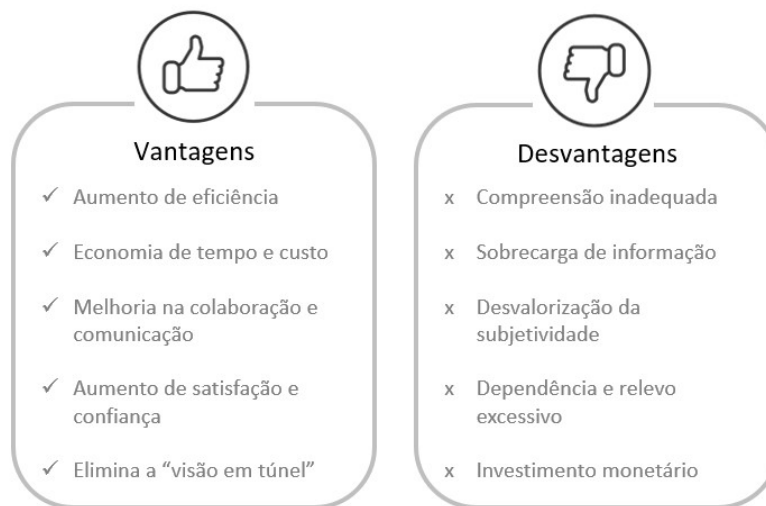 Vantagens
✓ Aumento de eficiência
✓ Economia de tempo e custo
✓ Melhoria na colaboração e
comunicação
✓ Aumento de satisfação e
confiança
✓ Elimina a “visão em túnel”
Desvantagens
x Compreensão inadequada
x Sobrecarga de informação
x Desvalorização da
subjetividade
x Dependência e relevo
excessivo
x Investimento monetário